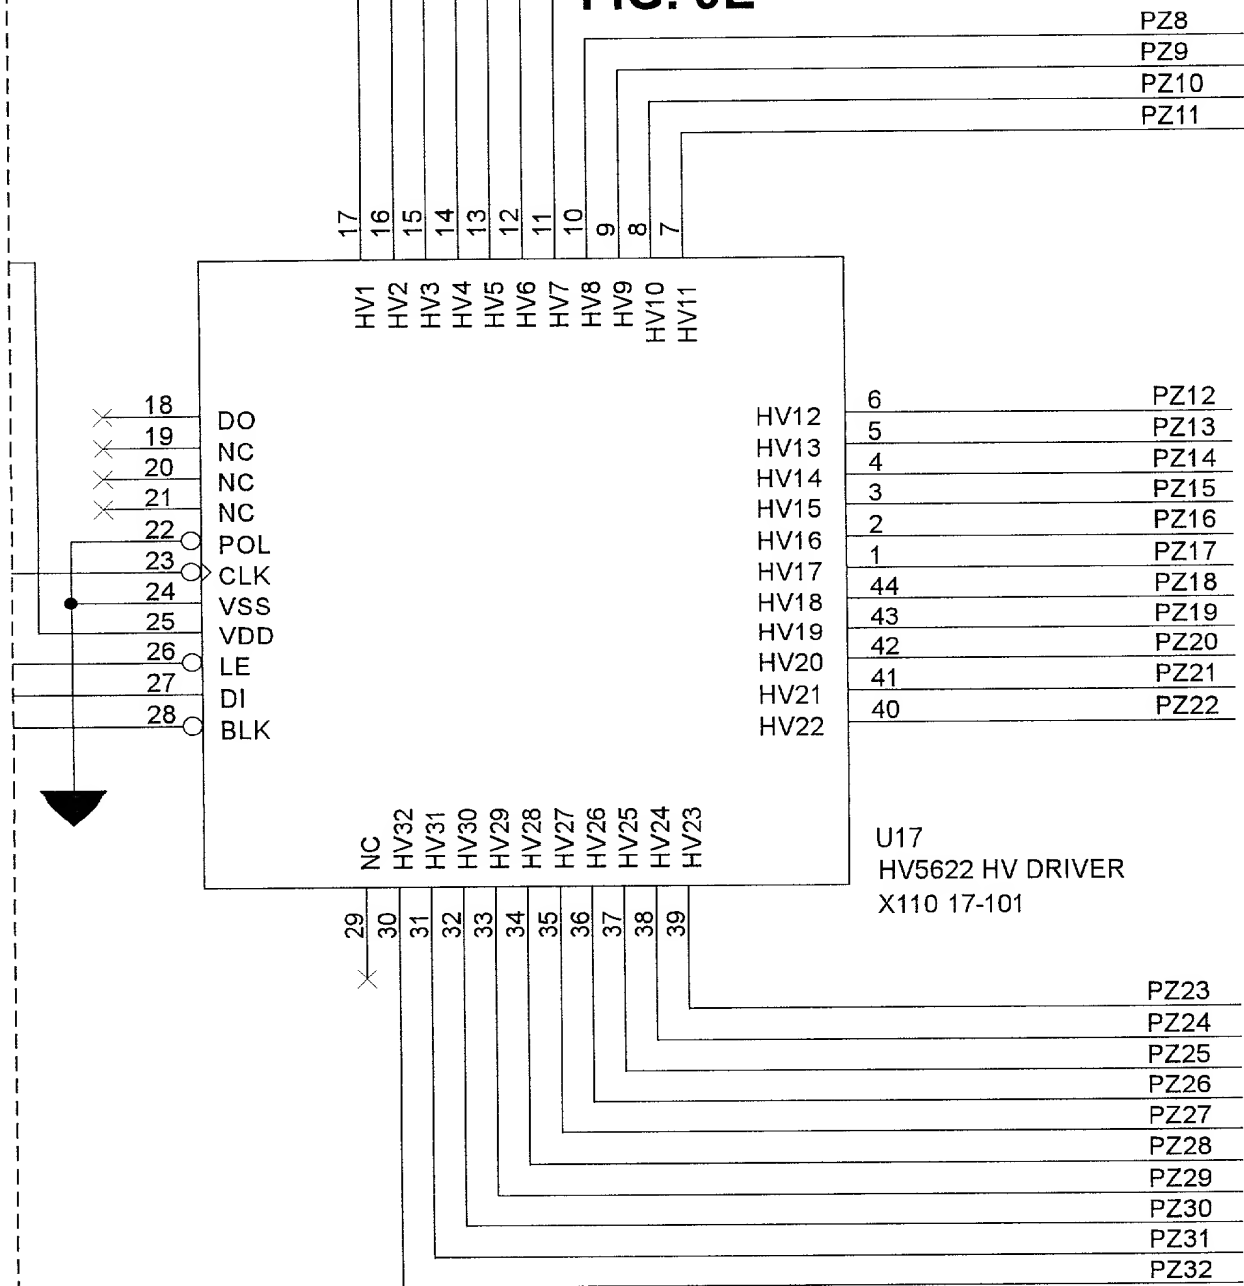 PZ8
PZ9
PZ10
PZ11
17 16 15 14 13 12 11 10 9 8 7
HV1 HV2 HV3 HV4 HV5 HV6 HV7 HV8 HV9 HV10 HV11
18 DO
19 NC
20 NC
21 NC
22 POL
23 CLK
24 VSS
25 VDD
26 LE
27 DI
28 BLK
HV12 6 PZ12
HV13 5 PZ13
HV14 4 PZ14
HV15 3 PZ15
HV16 2 PZ16
HV17 1 PZ17
HV18 44 PZ18
HV19 43 PZ19
HV20 42 PZ20
HV21 41 PZ21
HV22 40 PZ22
NC HV32 HV31 HV30 HV29 HV28 HV27 HV26 HV25 HV24 HV23
29 30 31 32 33 34 35 36 37 38 39
U17
HV5622 HV DRIVER
X110 17-101
PZ23
PZ24
PZ25
PZ26
PZ27
PZ28
PZ29
PZ30
PZ31
PZ32